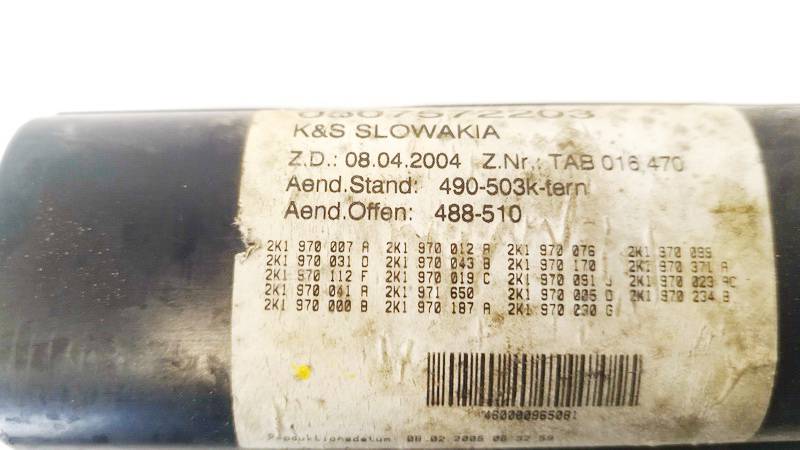 K&S SLOWAKIA
Z.D.: 08.04.2004 Z.Nr.: TAB 016 470
Aend.Stand: 490-503k-tern
Aend.Offen: 488-510
2K1 970 007 A 2K1 970 012 A 2K1 970 076 2K1 970 099
2K1 970 031 D 2K1 970 043 B 2K1 970 170 2K1 970 371 A
2K1 970 112 F 2K1 970 019 C 2K1 970 091 J 2K1 970 023 AC
2K1 970 041 A 2K1 971 650 2K1 970 005 D 2K1 970 234 B
2K1 970 000 B 2K1 970 187 A 2K1 970 030 G
Produktionsdatum